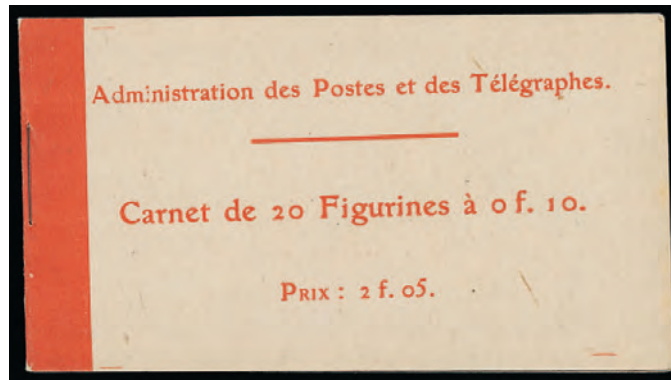 Administration des Postes et des Télégraphes.
Carnet de 20 Figurines à 0 f. 10.
PRIX : 2 f. 05.